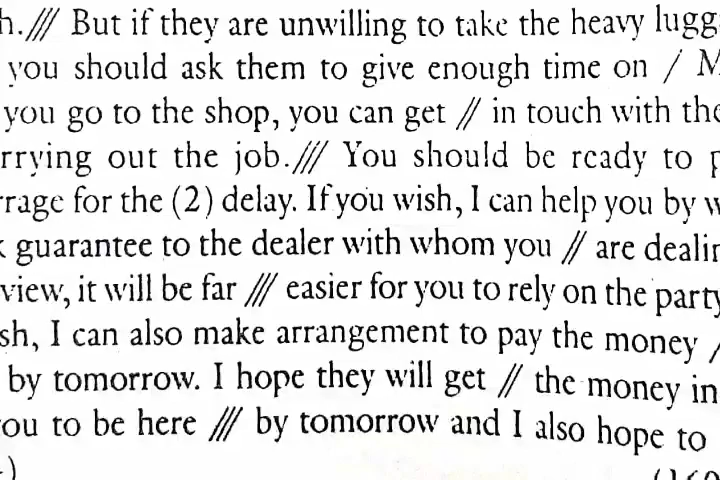 h./// But if they are unwilling to take the heavy lugg
you should ask them to give enough time on / M
you go to the shop, you can get // in touch with the
rrying out the job./// You should be ready to p
rrage for the (2) delay. If you wish, I can help you by w
k guarantee to the dealer with whom you // are dealin
view, it will be far /// easier for you to rely on the party
sh, I can also make arrangement to pay the money /
by tomorrow. I hope they will get // the money in
ou to be here /// by tomorrow and I also hope to
)